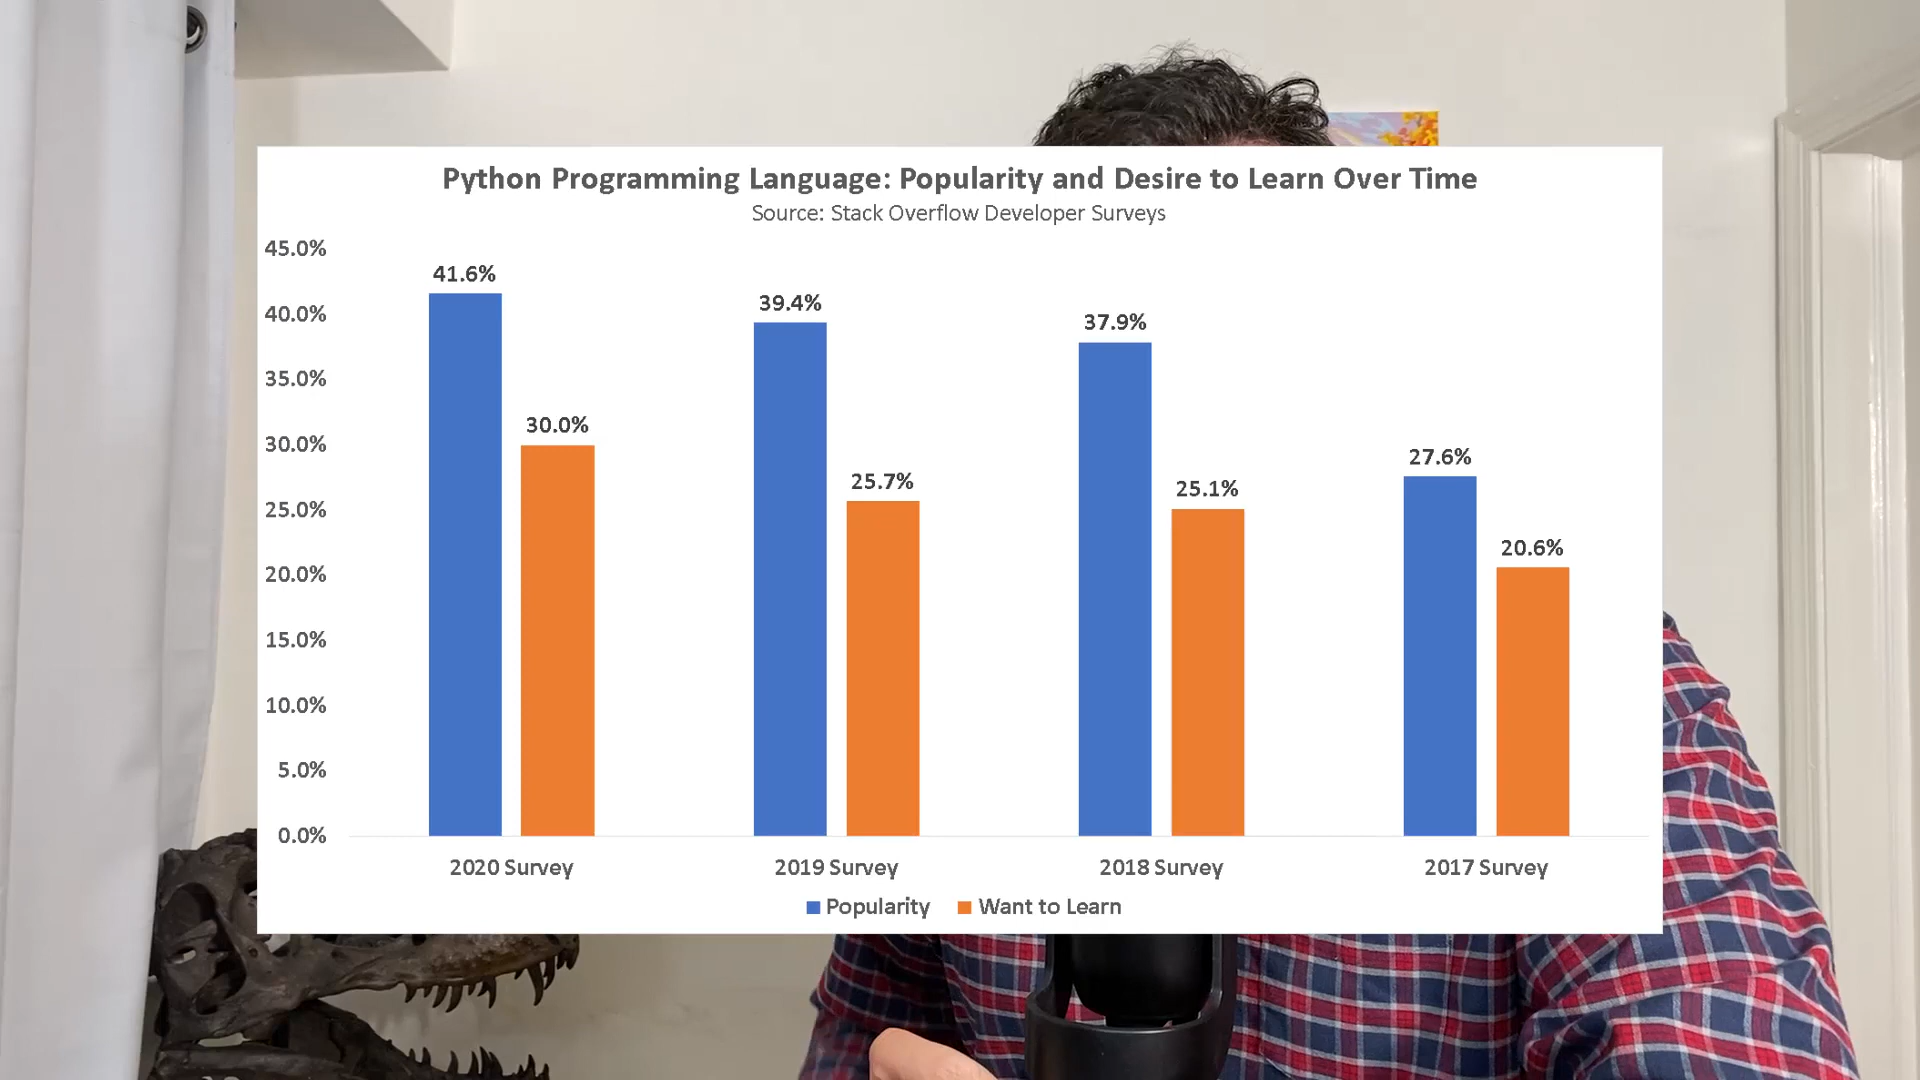 Python Programming Language: Popularity and Desire to Learn Over Time
Source: Stack Overflow Developer Surveys
45.0%
40.0%
35.0%
30.0%
25.0%
20.0%
15.0%
10.0%
5.0%
0.0%
41.6%
30.0%
39.4%
25.7%
37.9%
25.1%
27.6%
20.6%
2020 Survey
2019 Survey
2018 Survey
2017 Survey
Popularity
Want to Learn